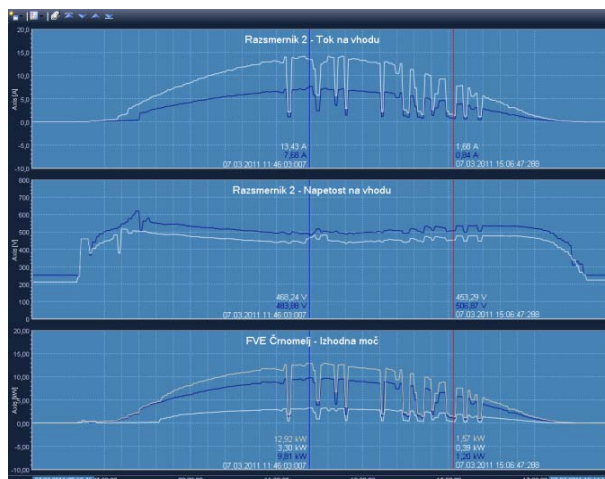 20,0
Razsmernik 2 - Tok na vhodu
15,0
10,0
5,0
0,0
-5,0
-10,0
Axis [A]
13,43 A
7,68 A
07.03.2011 11:46:03:007
1,68 A
0,84 A
07.03.2011 15:06:47:288
800
Razsmernik 2 - Napetost na vhodu
700
600
500
400
300
200
100
0
Axis [V]
468,24 V
483,98 V
07.03.2011 11:46:03:007
453,29 V
506,87 V
07.03.2011 15:06:47:288
20,00
FVE Črnomelj - Izhodna moč
15,00
10,00
5,00
0,00
-5,00
-10,00
Axis [kW]
12,92 kW
3,30 kW
9,61 kW
07.03.2011 11:46:03:007
1,57 kW
0,39 kW
1,20 kW
07.03.2011 15:06:47:288